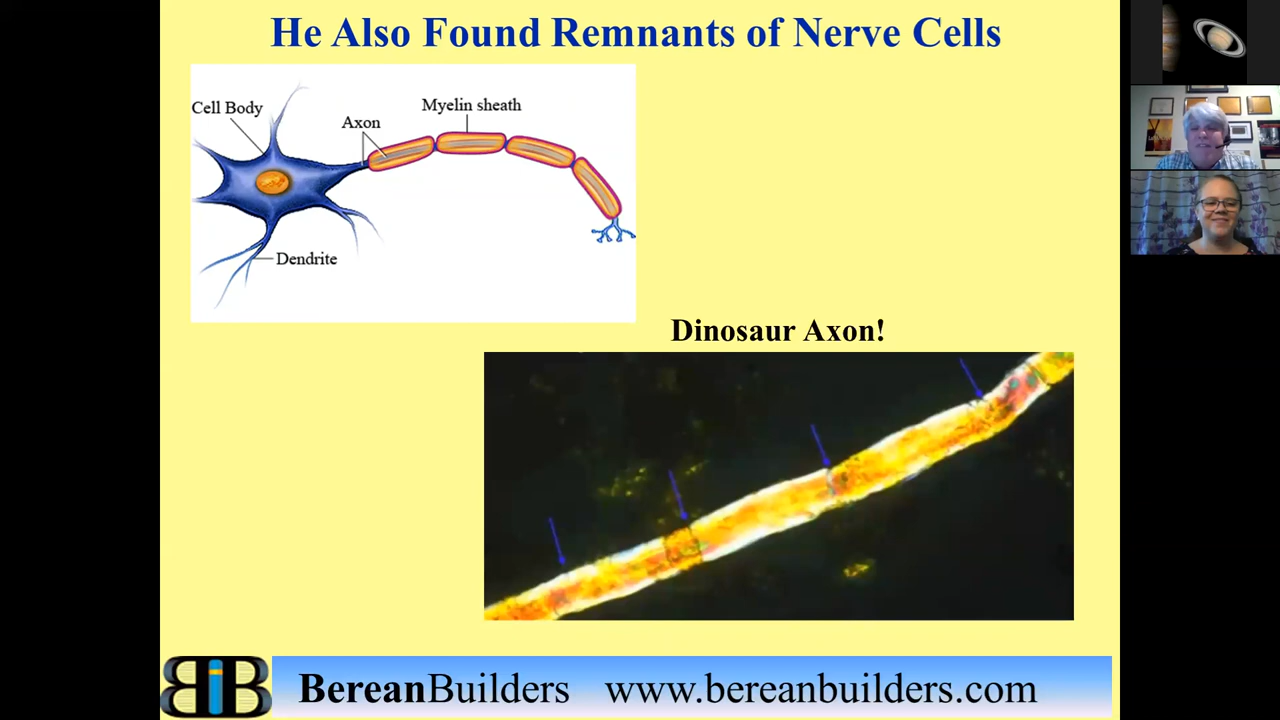 He Also Found Remnants of Nerve Cells
Cell Body
Myelin sheath
Axon
Dendrite
Dinosaur Axon!
BereanBuilders www.bereanbuilders.com